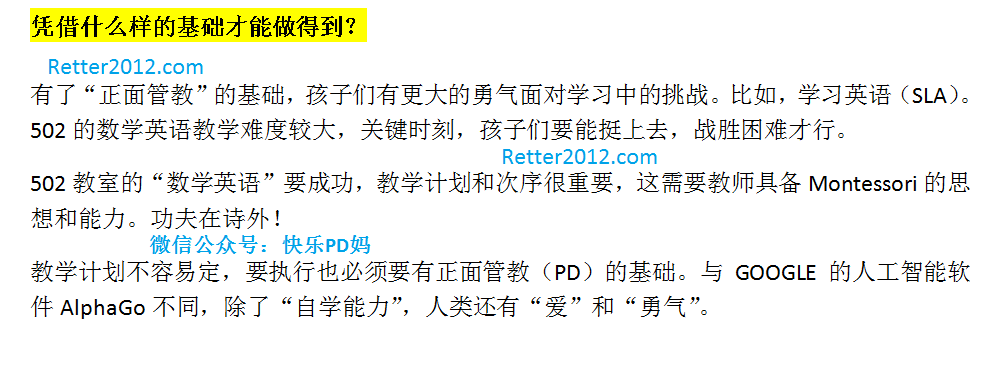 凭借什么样的基础才能做得到？
Retter2012.com
有了“正面管教”的基础，孩子们有更大的勇气面对学习中的挑战。比如，学习英语（SLA）。
502 的数学英语教学难度较大，关键时刻，孩子们要能挺上去，战胜困难才行。
Retter2012.com
502 教室的“数学英语”要成功，教学计划和次序很重要，这需要教师具备 Montessori 的思
想和能力。功夫在诗外！
微信公众号：快乐PD妈
教学计划不容易定，要执行也必须要有正面管教（PD）的基础。与 GOOGLE 的人工智能软
件 AlphaGo 不同，除了“自学能力”，人类还有“爱”和“勇气”。